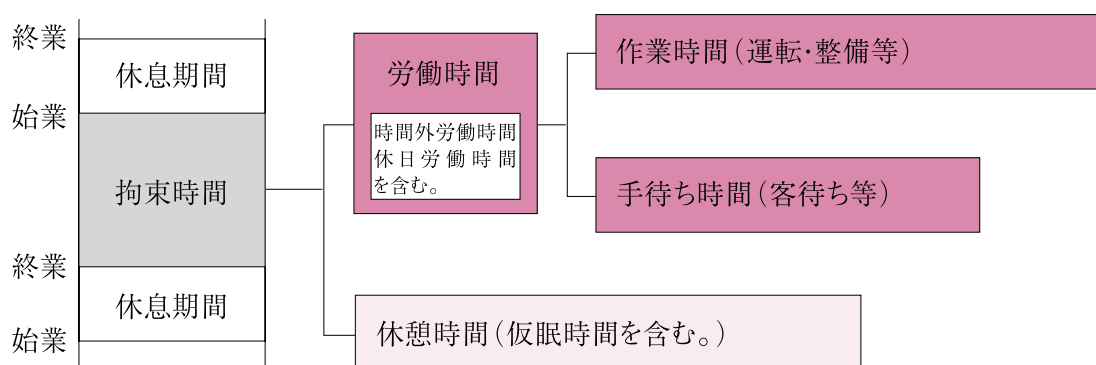 終業
休息期間
始業
拘束時間
終業
休息期間
始業
労働時間
時間外労働時間
休日労働時間
を含む。
作業時間(運転・整備等)
手待ち時間(客待ち等)
休憩時間(仮眠時間を含む。)